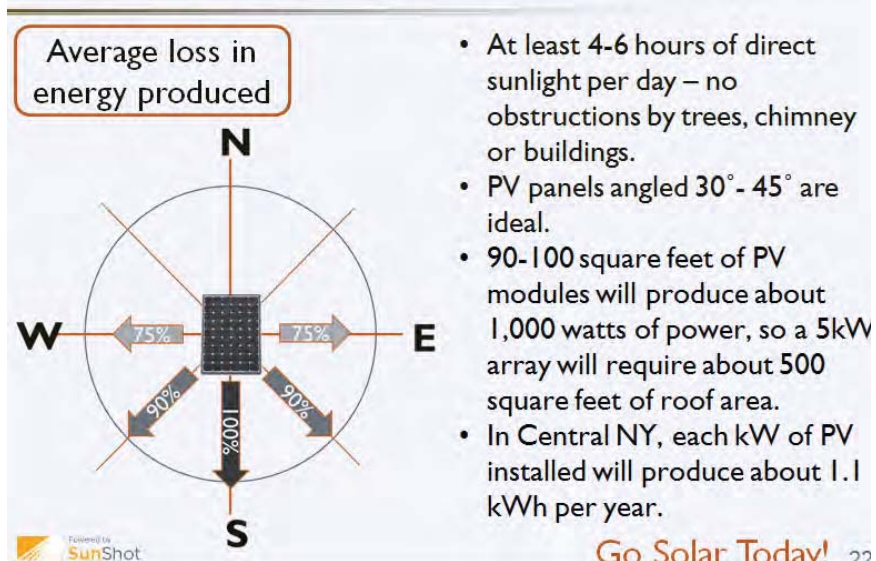 Average loss in
energy produced
N
W
75%
75%
E
90%
100%
90%
S
• At least 4-6 hours of direct
sunlight per day – no
obstructions by trees, chimney
or buildings.
• PV panels angled 30°- 45° are
ideal.
• 90-100 square feet of PV
modules will produce about
1,000 watts of power, so a 5kW
array will require about 500
square feet of roof area.
• In Central NY, each kW of PV
installed will produce about 1.1
kWh per year.
Powered by
SunShot
Go Solar Today! 22